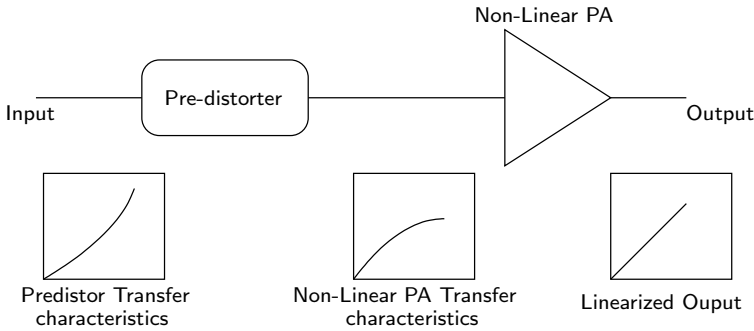 Non-Linear PA
Pre-distorter
Input
Output
Predistor Transfer
characteristics
Non-Linear PA Transfer
characteristics
Linearized Ouput